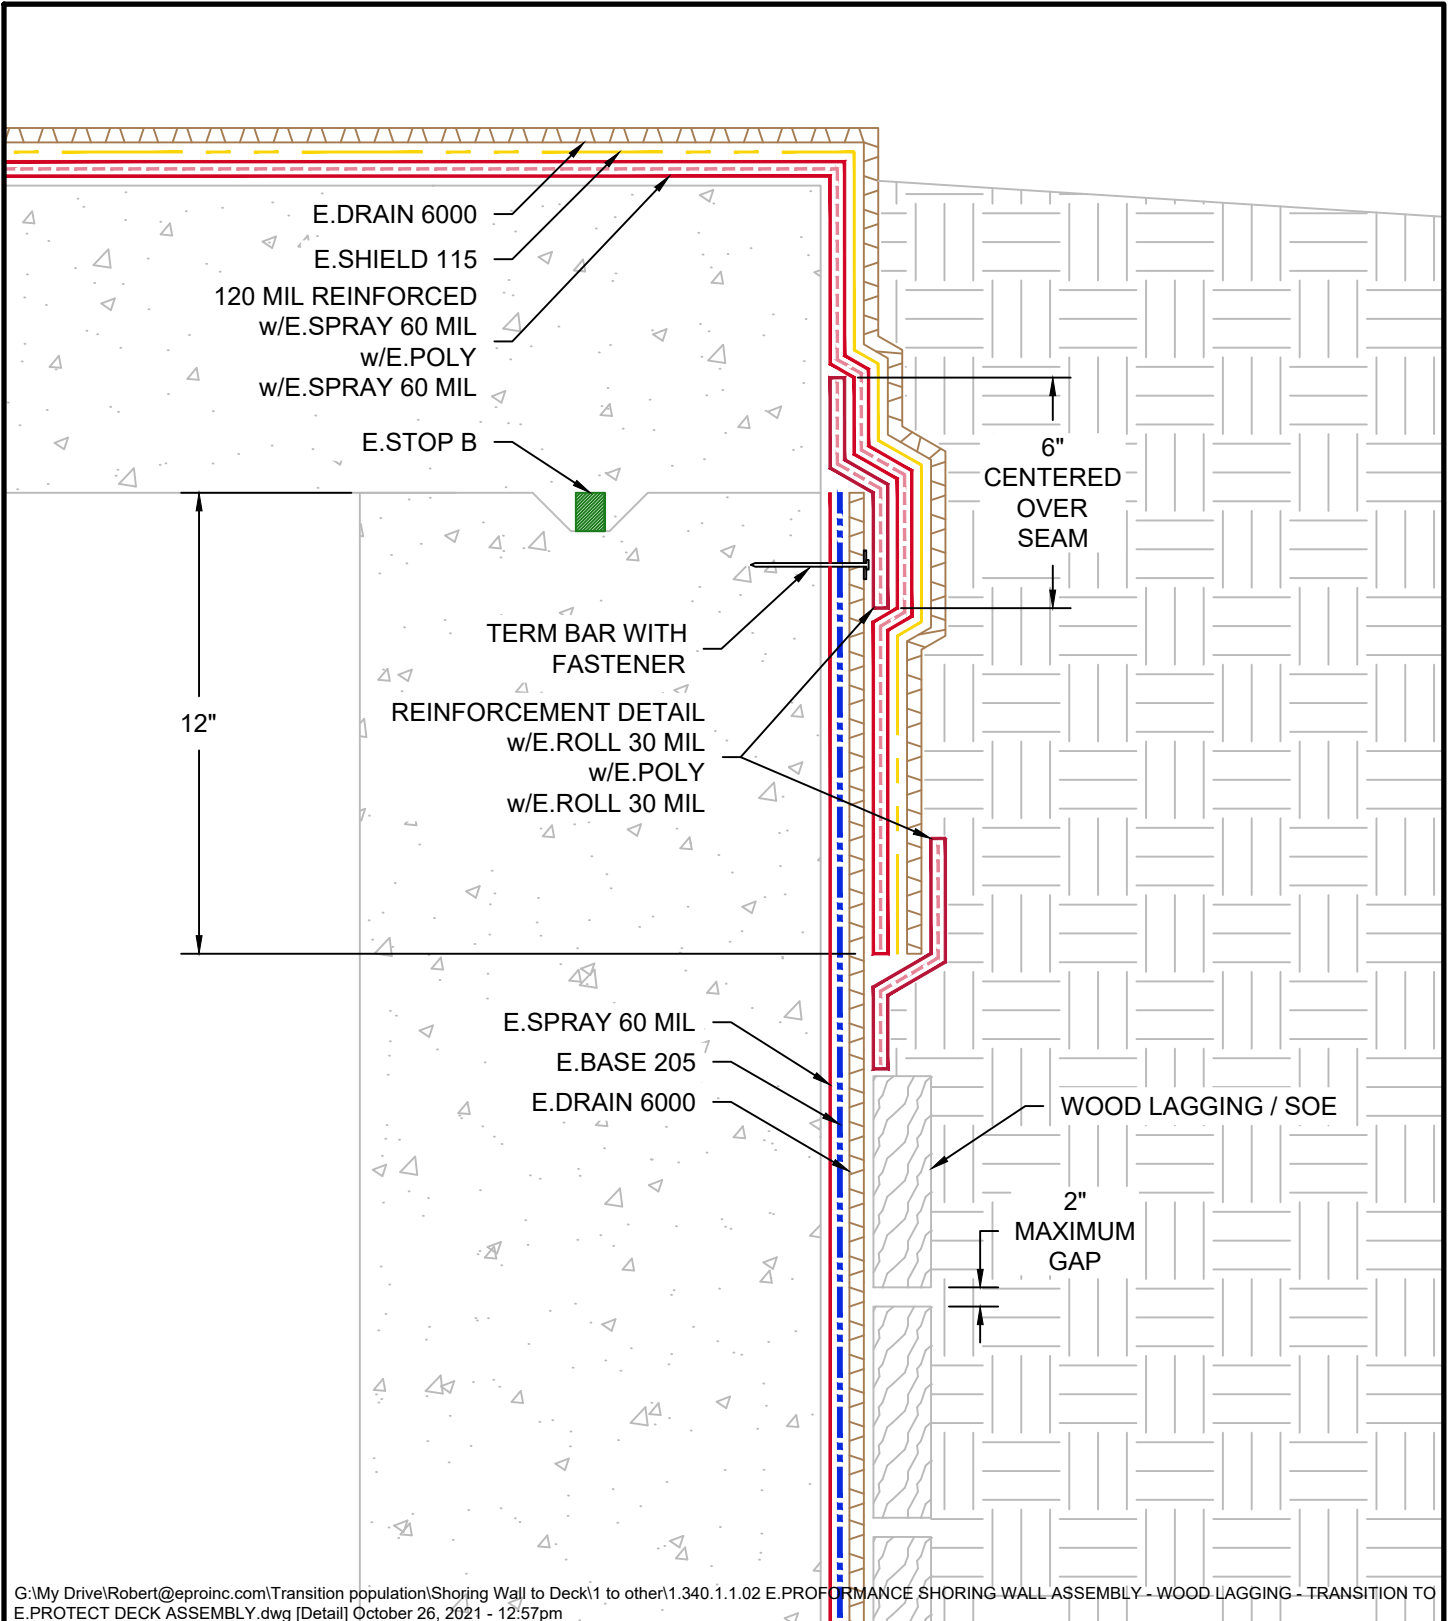 E.DRAIN 6000
E.SHIELD 115
120 MIL REINFORCED
w/E.SPRAY 60 MIL
w/E.POLY
w/E.SPRAY 60 MIL
E.STOP B
6"
CENTERED
OVER
SEAM
TERM BAR WITH
FASTENER
REINFORCEMENT DETAIL
w/E.ROLL 30 MIL
w/E.POLY
w/E.ROLL 30 MIL
12"
E.SPRAY 60 MIL
E.BASE 205
E.DRAIN 6000
WOOD LAGGING / SOE
2"
MAXIMUM
GAP
G:\My Drive\Robert@eproinc.com\Transition population\Shoring Wall to Deck\1 to other\1.340.1.1.02 E.PROFORMANCE SHORING WALL ASSEMBLY - WOOD LAGGING - TRANSITION TO
E.PROTECT DECK ASSEMBLY.dwg [Detail] October 26, 2021 - 12:57pm